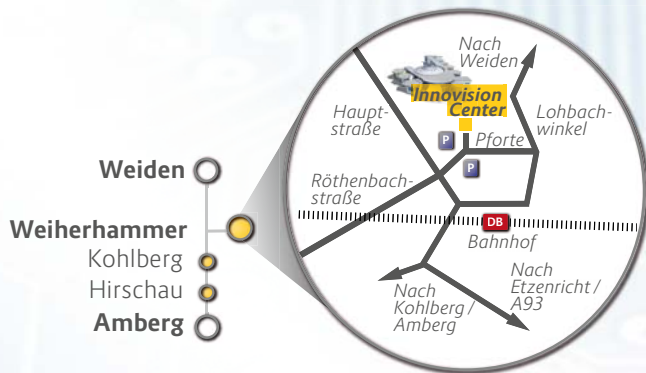 Weiden
Weiherhammer
Kohlberg
Hirschau
Amberg
Nach
Weiden
Innovision
Center
Haupt-
straße
Lohbach-
winkel
P
Pforte
P
Röthenbach-
straße
DB
Bahnhof
Nach
Kohlberg /
Amberg
Nach
Etzenricht /
A93